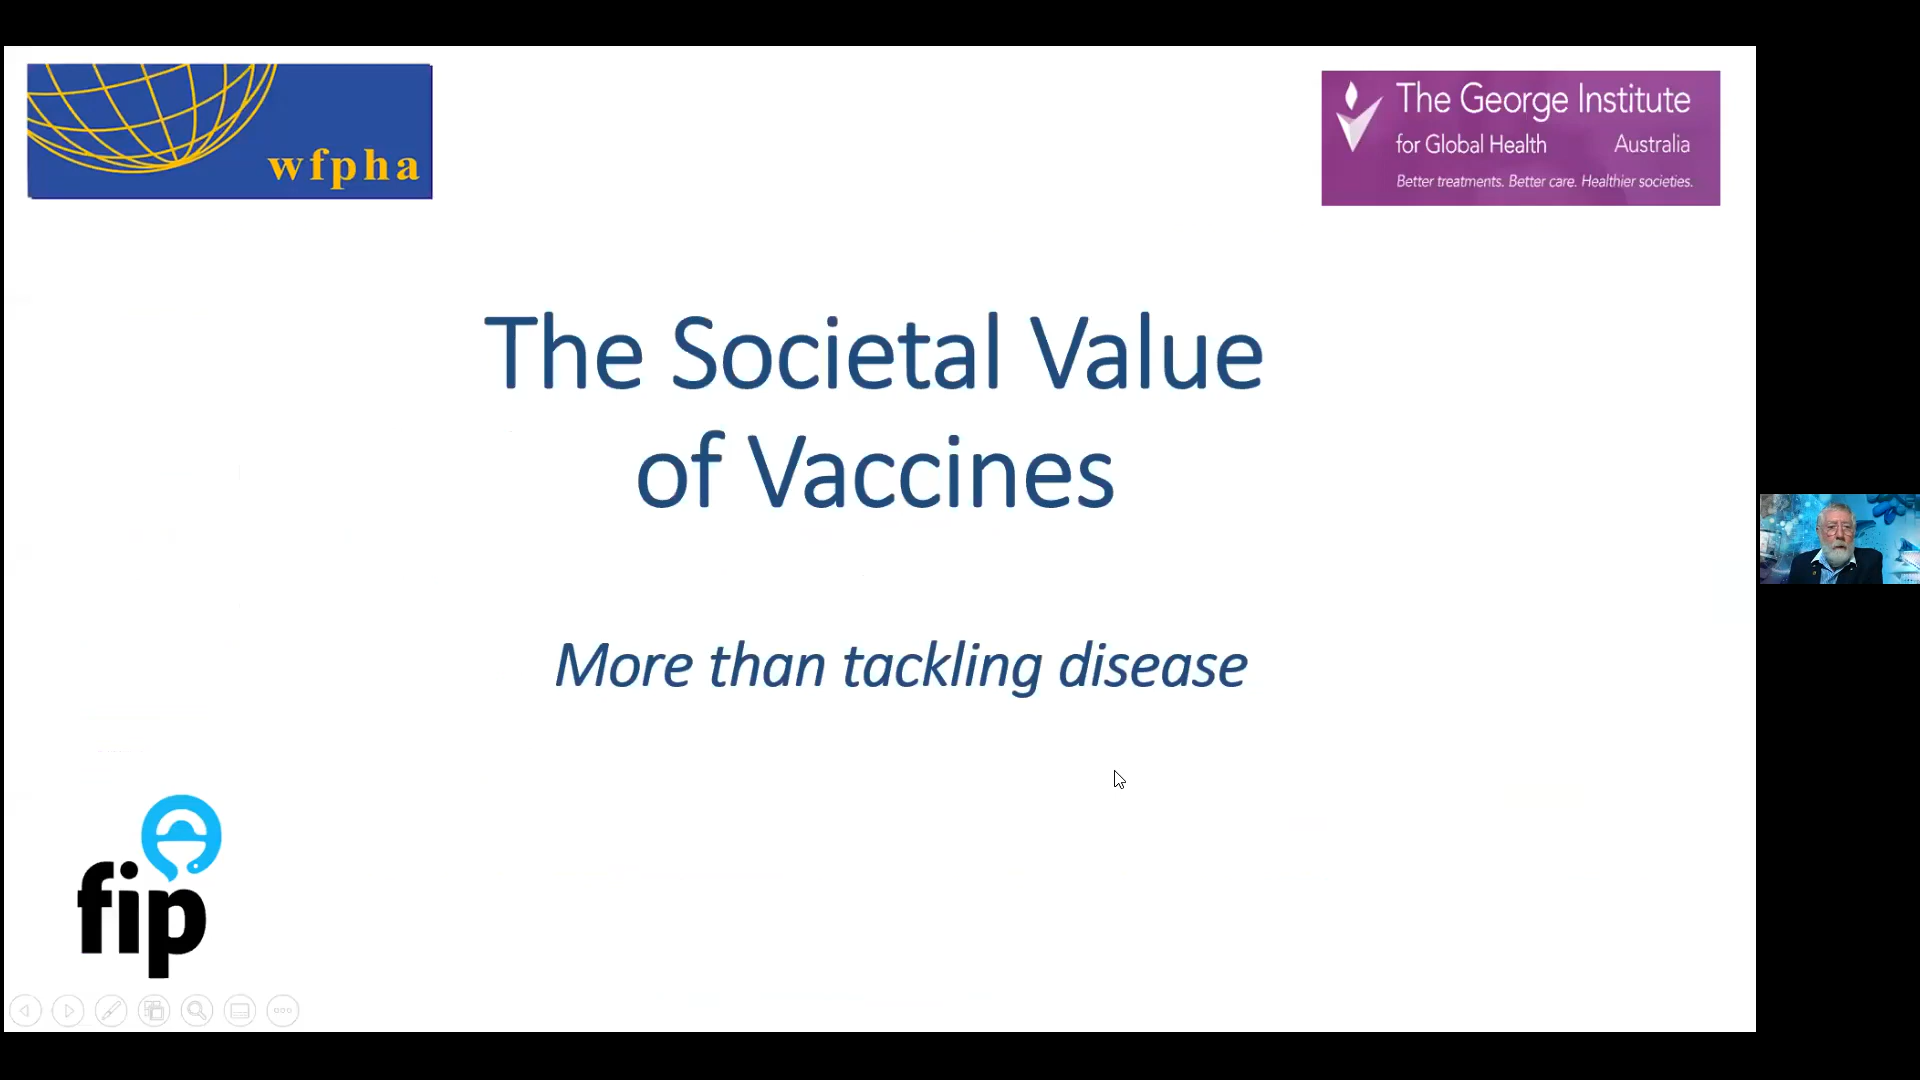 wfpha
The George Institute
for Global Health Australia
Better treatments. Better care. Healthier societies.
The Societal Value
of Vaccines
More than tackling disease
fip